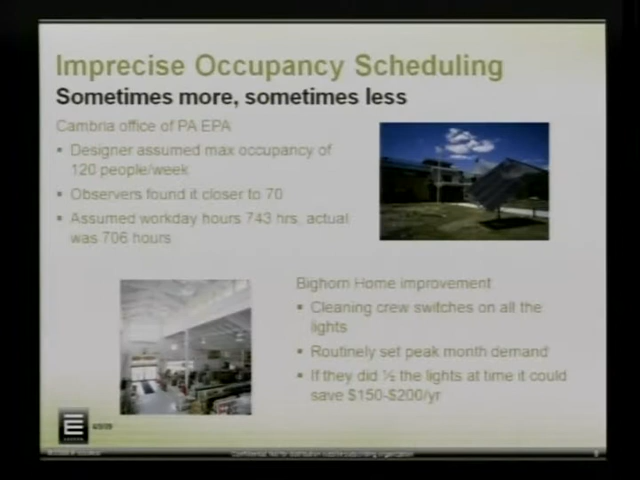 Imprecise Occupancy Scheduling
Sometimes more, sometimes less
Cambria office of PA EPA
▪ Designer assumed max occupancy of
120 people/week
▪ Observers found it closer to 70
▪ Assumed workday hours 743 hrs, actual
was 706 hours
Bighorn Home improvement
▪ Cleaning crew switches on all the
lights
▪ Routinely set peak month demand
▪ If they did ½ the lights at time it could
save $150-$200/yr